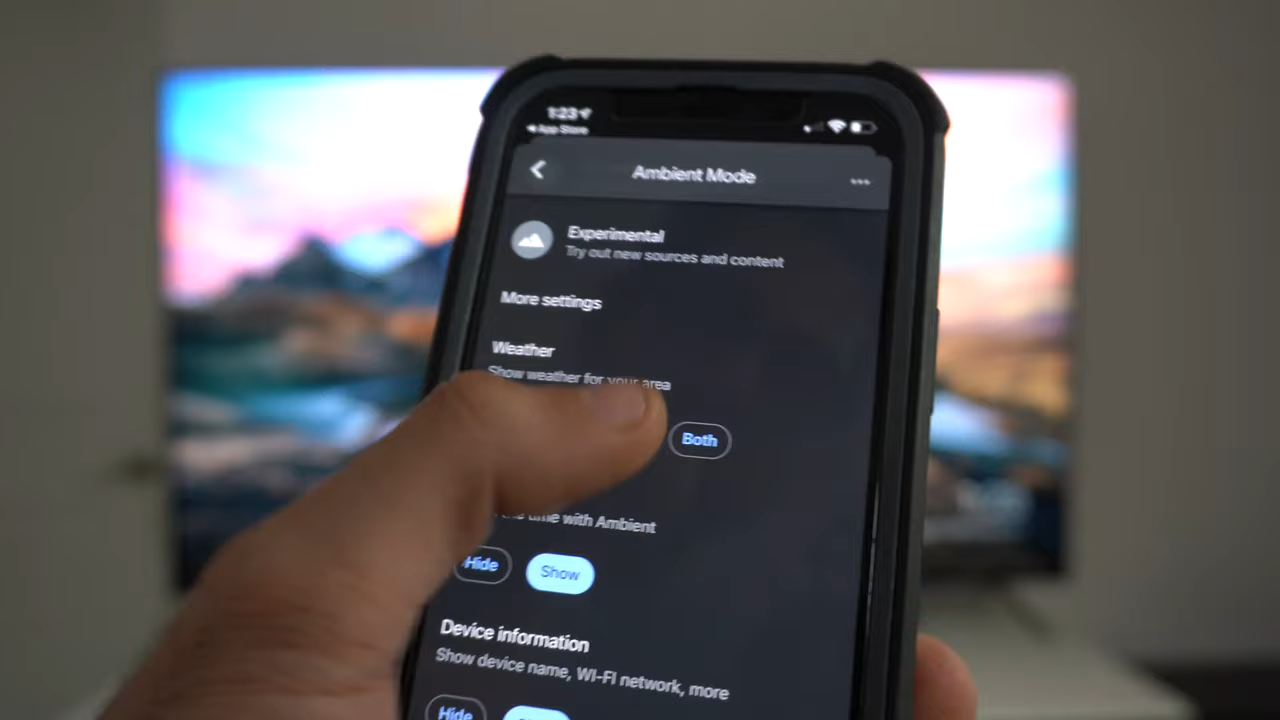 1:23
App Store
Ambient Mode
Experimental
Try out new sources and content
More settings
Weather
Show weather for your area
Both
time with Ambient
Hide
Show
Device information
Show device name, Wi-Fi network, more
Hide